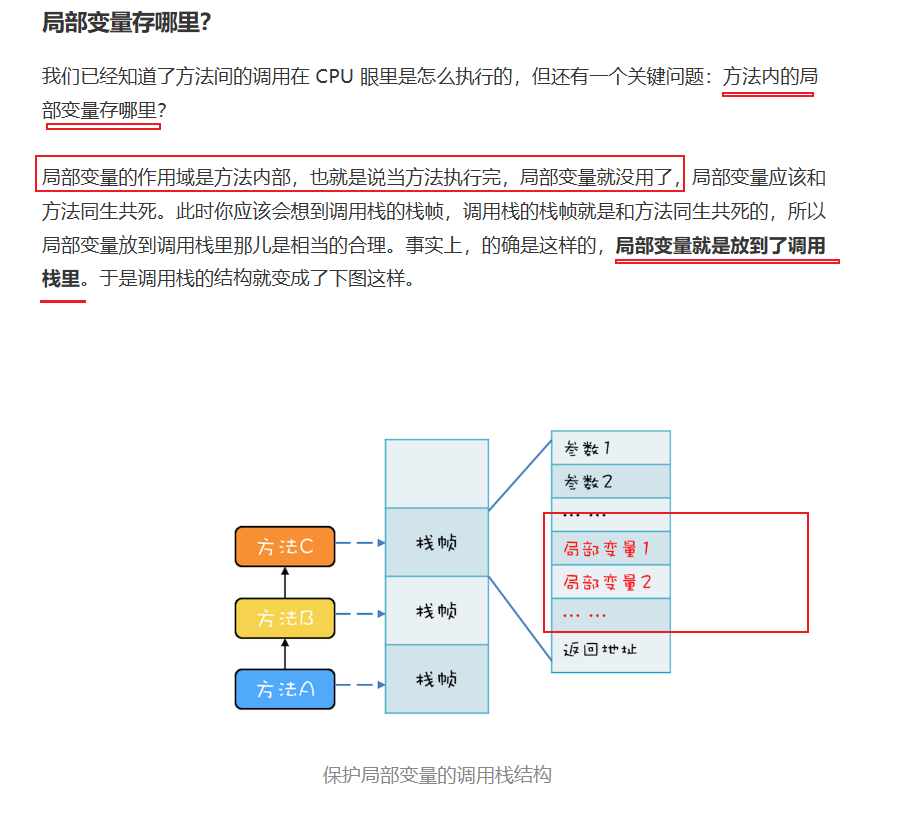 局部变量存哪里？
我们已经知道了方法间的调用在 CPU 眼里是怎么执行的，但还有一个关键问题：方法内的局
部变量存哪里？
局部变量的作用域是方法内部，也就是说当方法执行完，局部变量就没用了，局部变量应该和
方法同生共死。此时你应该会想到调用栈的栈帧，调用栈的栈帧就是和方法同生共死的，所以
局部变量放到调用栈里那儿是相当的合理。事实上，的确是这样的，局部变量就是放到了调用
栈里。于是调用栈的结构就变成了下图这样。
参数1
参数2
... ...
方法C
栈帧
局部变量1
局部变量2
方法B
栈帧
... ...
返回地址
方法A
栈帧
保护局部变量的调用栈结构